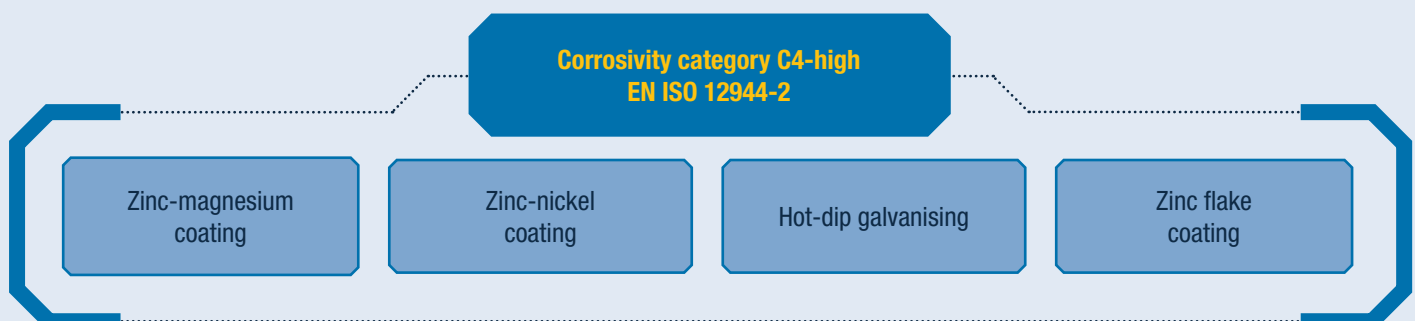 Corrosivity category C4-high
EN ISO 12944-2
Zinc-magnesium
coating
Zinc-nickel
coating
Hot-dip galvanising
Zinc flake
coating